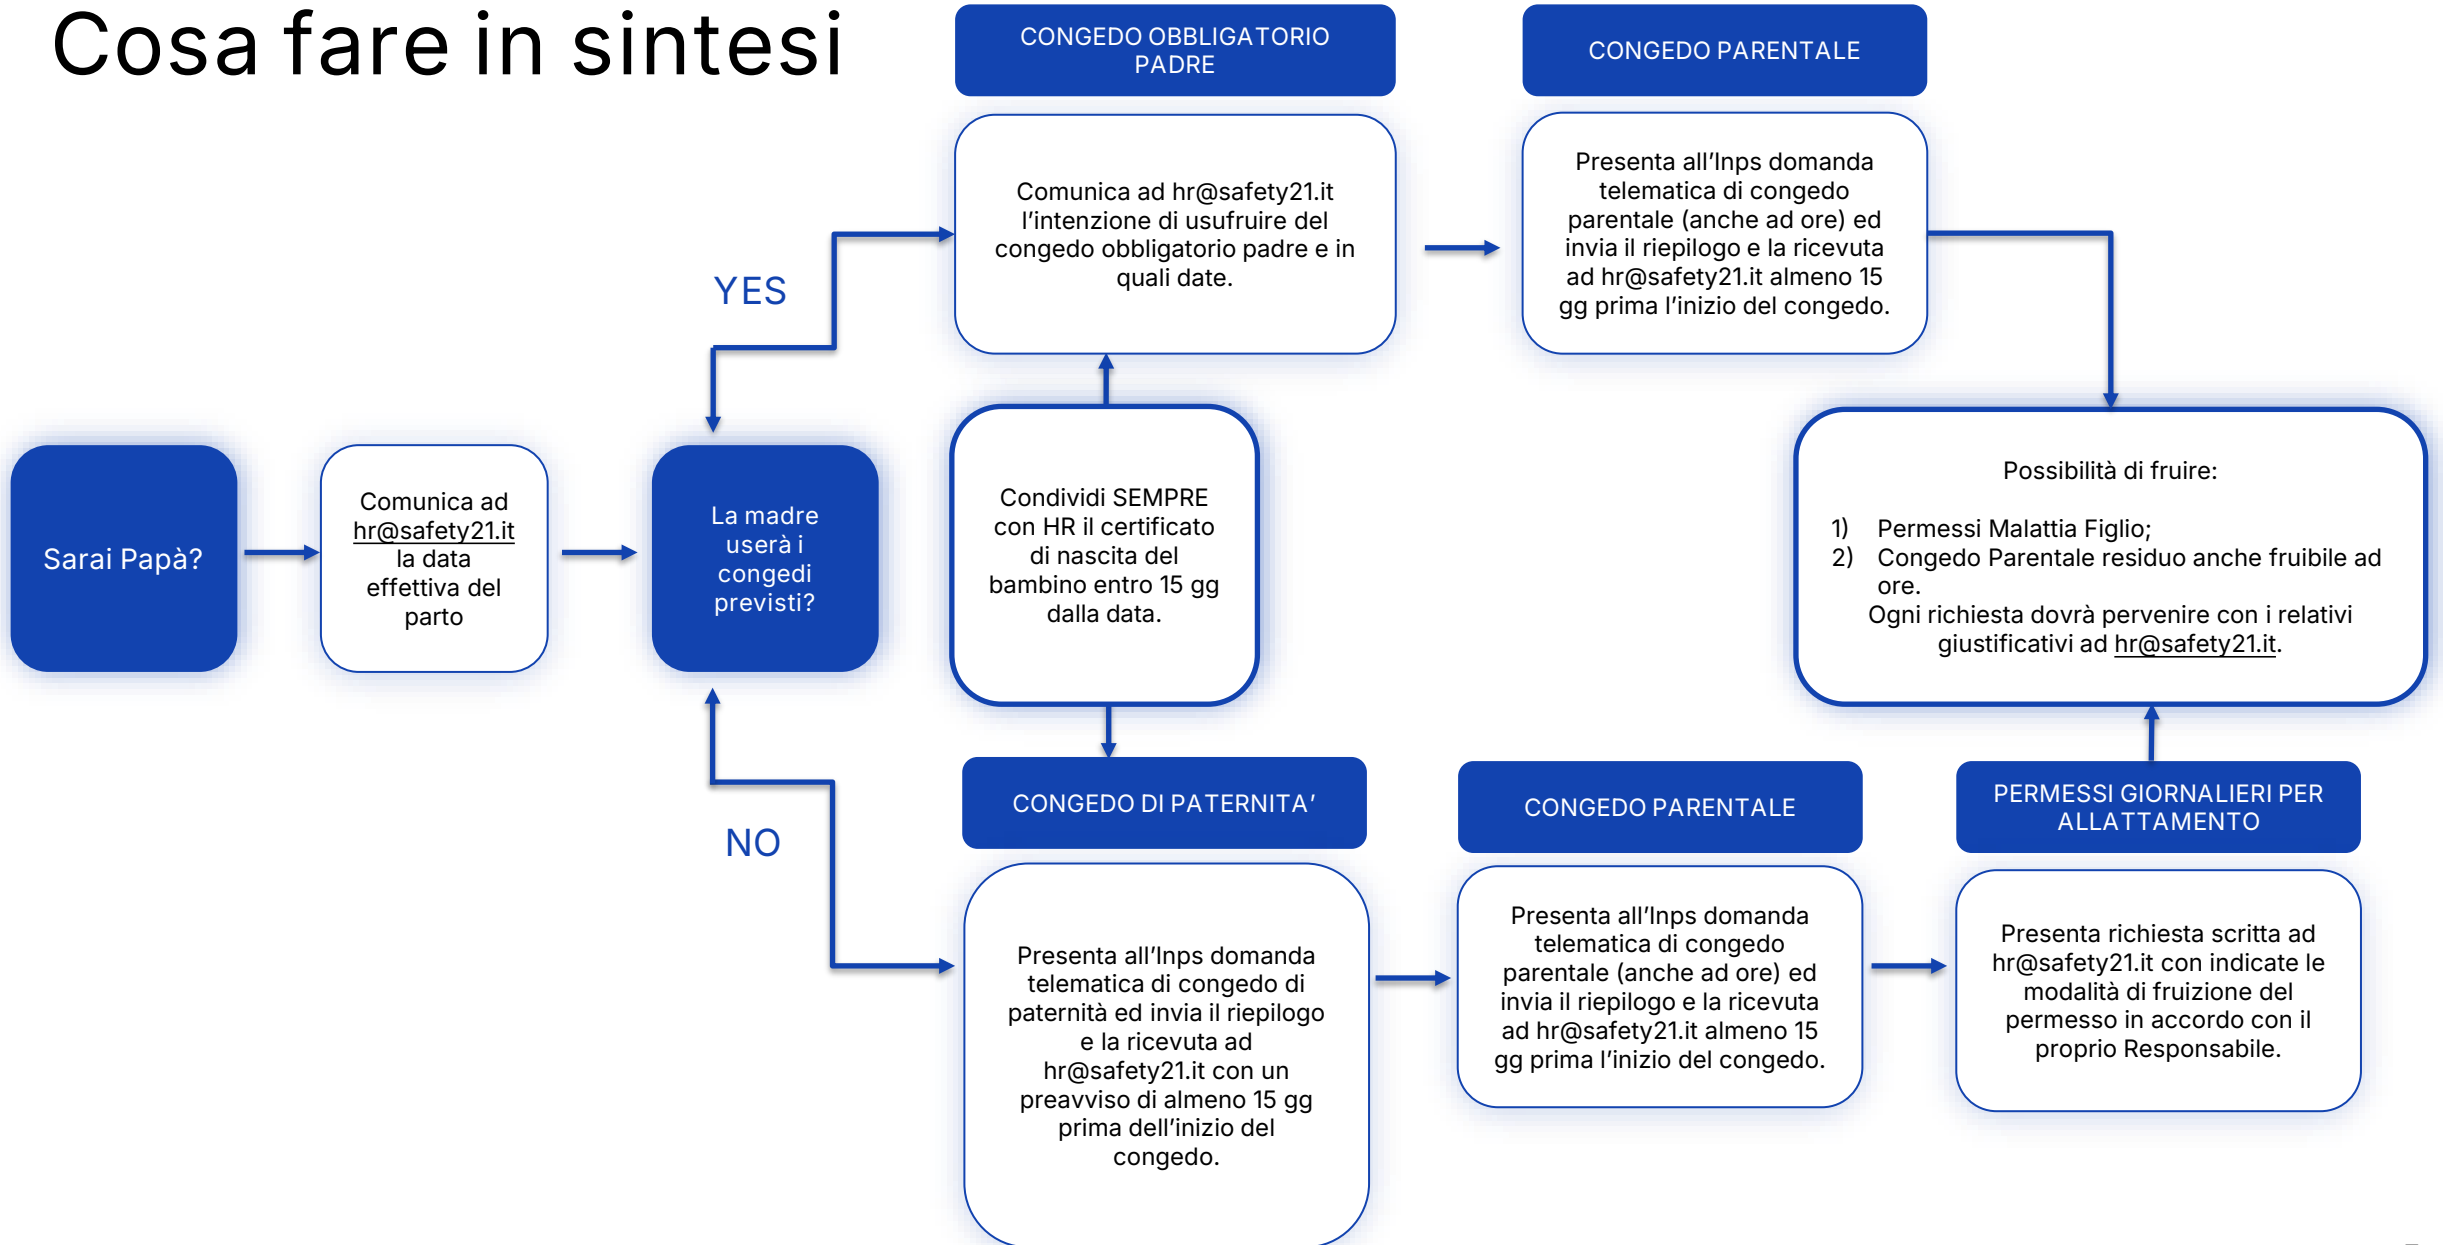 Cosa fare in sintesi
CONGEDO OBBLIGATORIO
PADRE
CONGEDO PARENTALE
Comunica ad hr@safety21.it
l’intenzione di usufruire del
congedo obbligatorio padre e in
quali date.
Presenta all’Inps domanda
telematica di congedo
parentale (anche ad ore) ed
invia il riepilogo e la ricevuta
ad hr@safety21.it almeno 15
gg prima l’inizio del congedo.
YES
Sarai Papà?
Comunica ad
hr@safety21.it
la data
effettiva del
parto
La madre
userà i
congedi
previsti?
Condividi SEMPRE
con HR il certificato
di nascita del
bambino entro 15 gg
dalla data.
Possibilità di fruire:
1) Permessi Malattia Figlio;
2) Congedo Parentale residuo anche fruibile ad
ore.
Ogni richiesta dovrà pervenire con i relativi
giustificativi ad hr@safety21.it.
NO
CONGEDO DI PATERNITA’
CONGEDO PARENTALE
PERMESSI GIORNALIERI PER
ALLATTAMENTO
Presenta all’Inps domanda
telematica di congedo di
paternità ed invia il riepilogo
e la ricevuta ad
hr@safety21.it con un
preavviso di almeno 15 gg
prima dell’inizio del
congedo.
Presenta all’Inps domanda
telematica di congedo
parentale (anche ad ore) ed
invia il riepilogo e la ricevuta
ad hr@safety21.it almeno 15
gg prima l’inizio del congedo.
Presenta richiesta scritta ad
hr@safety21.it con indicate le
modalità di fruizione del
permesso in accordo con il
proprio Responsabile.